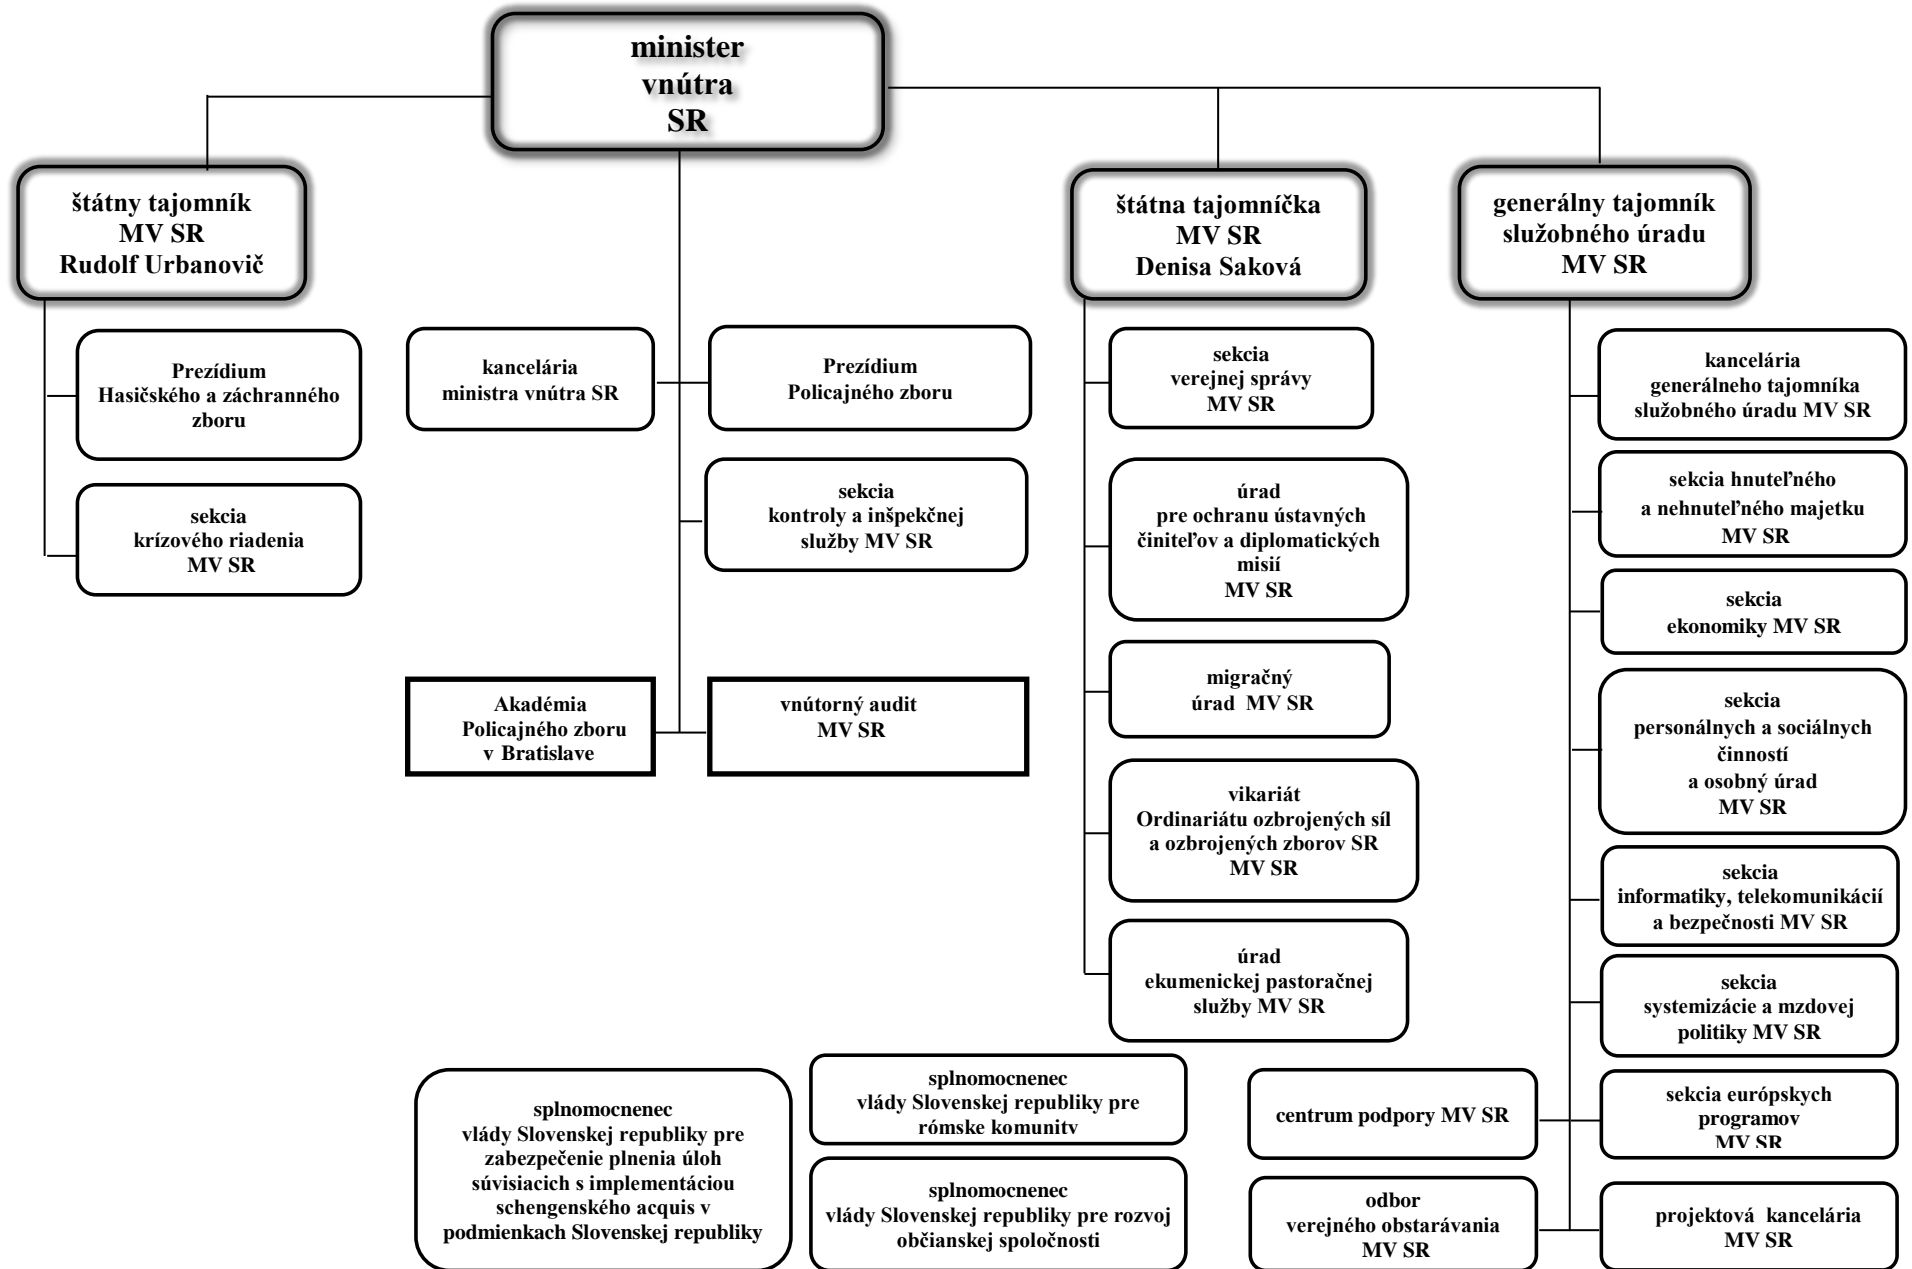 minister
vnútra
SR
štátny tajomník
MV SR
Rudolf Urbanovič
štátna tajomníčka
MV SR
Denisa Saková
generálny tajomník
služobného úradu
MV SR
Prezídium
Hasičského a záchranného
zboru
sekcia
krízového riadenia
MV SR
kancelária
ministra vnútra SR
Prezídium
Policajného zboru
sekcia
kontroly a inšpekčnej
služby MV SR
Akadémia
Policajného zboru
v Bratislave
vnútorný audit
MV SR
sekcia
verejnej správy
MV SR
úrad
pre ochranu ústavných
činiteľov a diplomatických
misií
MV SR
migračný
úrad MV SR
vikariát
Ordinariátu ozbrojených síl
a ozbrojených zborov SR
MV SR
úrad
ekumenickej pastoračnej
služby MV SR
kancelária
generálneho tajomníka
služobného úradu MV SR
sekcia hnuteľného
a nehnuteľného majetku
MV SR
sekcia
ekonomiky MV SR
sekcia
personálnych a sociálnych
činností
a osobný úrad
MV SR
sekcia
informatiky, telekomunikácií
a bezpečnosti MV SR
sekcia
systemizácie a mzdovej
politiky MV SR
centrum podpory MV SR
sekcia európskych
programov
MV SR
odbor
verejného obstarávania
MV SR
projektová kancelária
MV SR
splnomocnenec
vlády Slovenskej republiky pre
zabezpečenie plnenia úloh
súvisiacich s implementáciou
schengenského acquis v
podmienkach Slovenskej republiky
splnomocnenec
vlády Slovenskej republiky pre
rómske komunity
splnomocnenec
vlády Slovenskej republiky pre rozvoj
občianskej spoločnosti